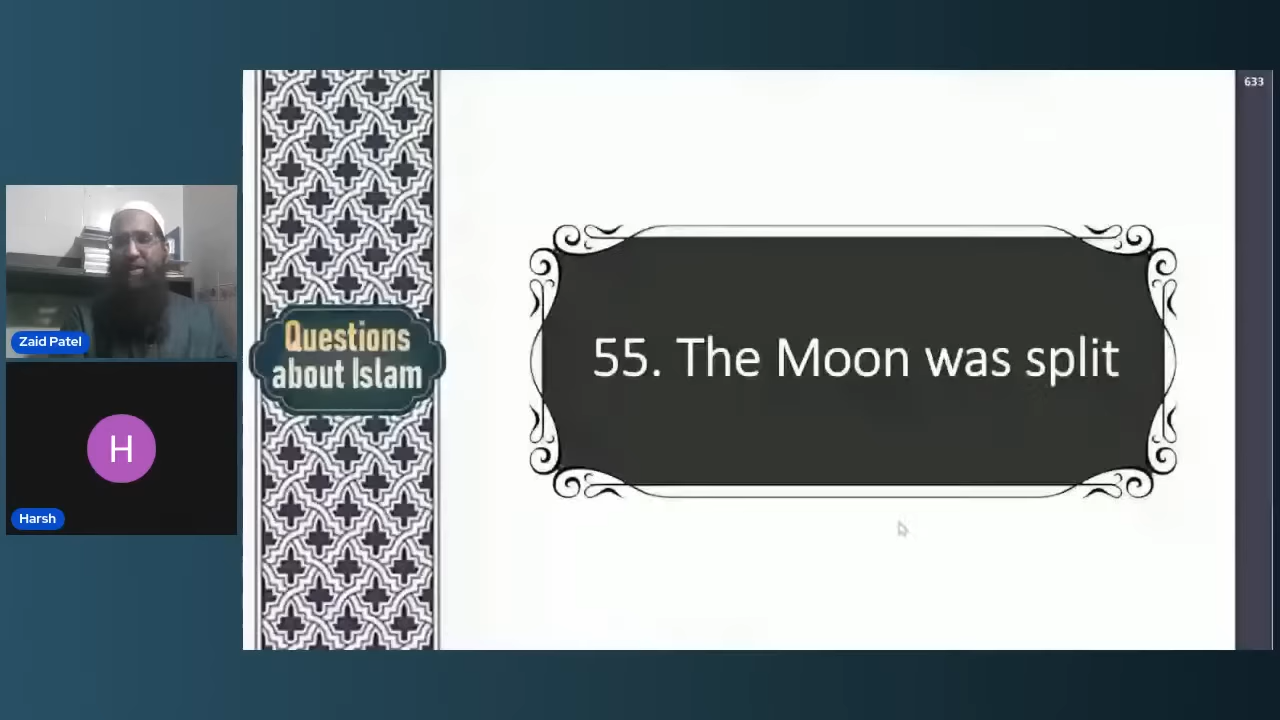 633
Zaid Patel
H
Harsh
Questions
about Islam
55. The Moon was split